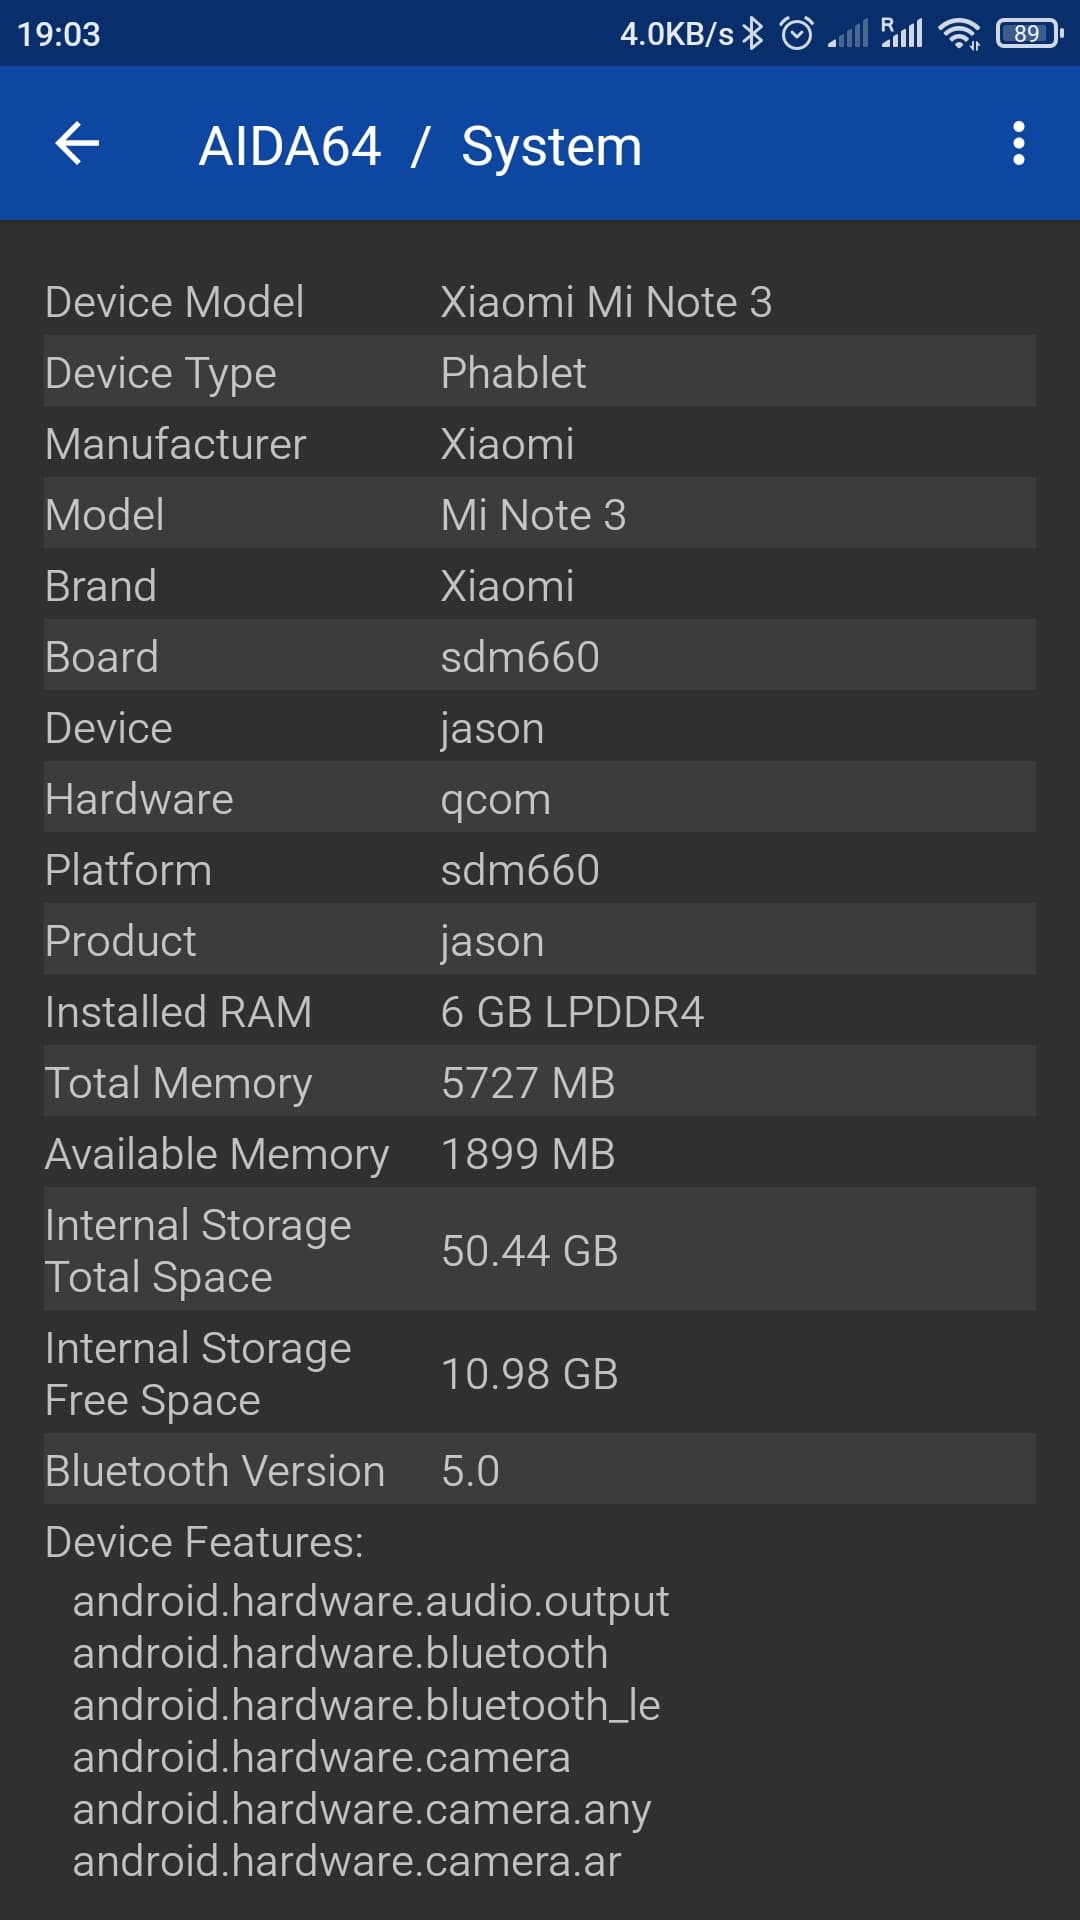 19:03 4.0KB/s R 89
AIDA64 / System
Device Model Xiaomi Mi Note 3
Device Type Phablet
Manufacturer Xiaomi
Model Mi Note 3
Brand Xiaomi
Board sdm660
Device jason
Hardware qcom
Platform sdm660
Product jason
Installed RAM 6 GB LPDDR4
Total Memory 5727 MB
Available Memory 1899 MB
Internal Storage
Total Space 50.44 GB
Internal Storage
Free Space 10.98 GB
Bluetooth Version 5.0
Device Features:
android.hardware.audio.output
android.hardware.bluetooth
android.hardware.bluetooth_le
android.hardware.camera
android.hardware.camera.any
android.hardware.camera.ar